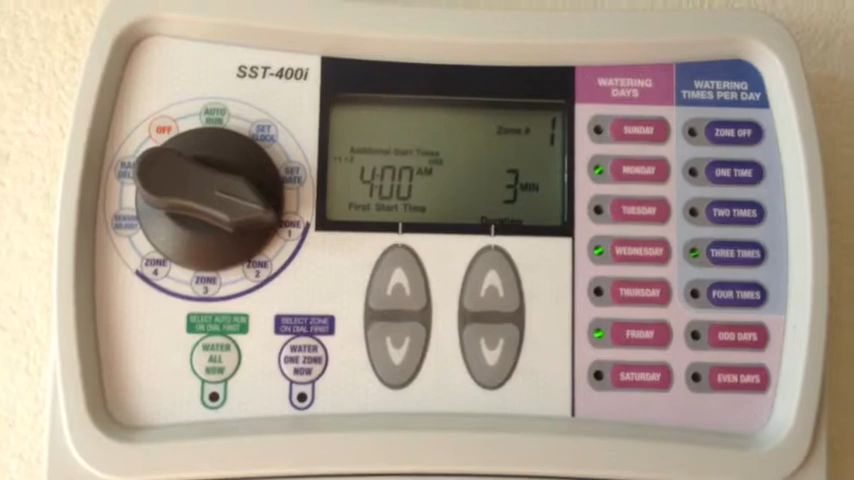 SST-400i
AUTO
RUN
OFF
SET
CLOCK
SET
DATE
ZONE
1
ZONE
2
ZONE
3
ZONE
4
SELECT AUTO RUN
ON DIAL FIRST
WATER
ALL
NOW
SELECT ZONE
ON DIAL FIRST
WATER
ONE ZONE
NOW
Zone # 1
Additional Start Times
4:00 AM
3 MIN
First Start Time
Duration
WATERING
DAYS
SUNDAY
MONDAY
TUESDAY
WEDNESDAY
THURSDAY
FRIDAY
SATURDAY
WATERING
TIMES PER DAY
ZONE OFF
ONE TIME
TWO TIMES
THREE TIMES
FOUR TIMES
ODD DAYS
EVEN DAYS